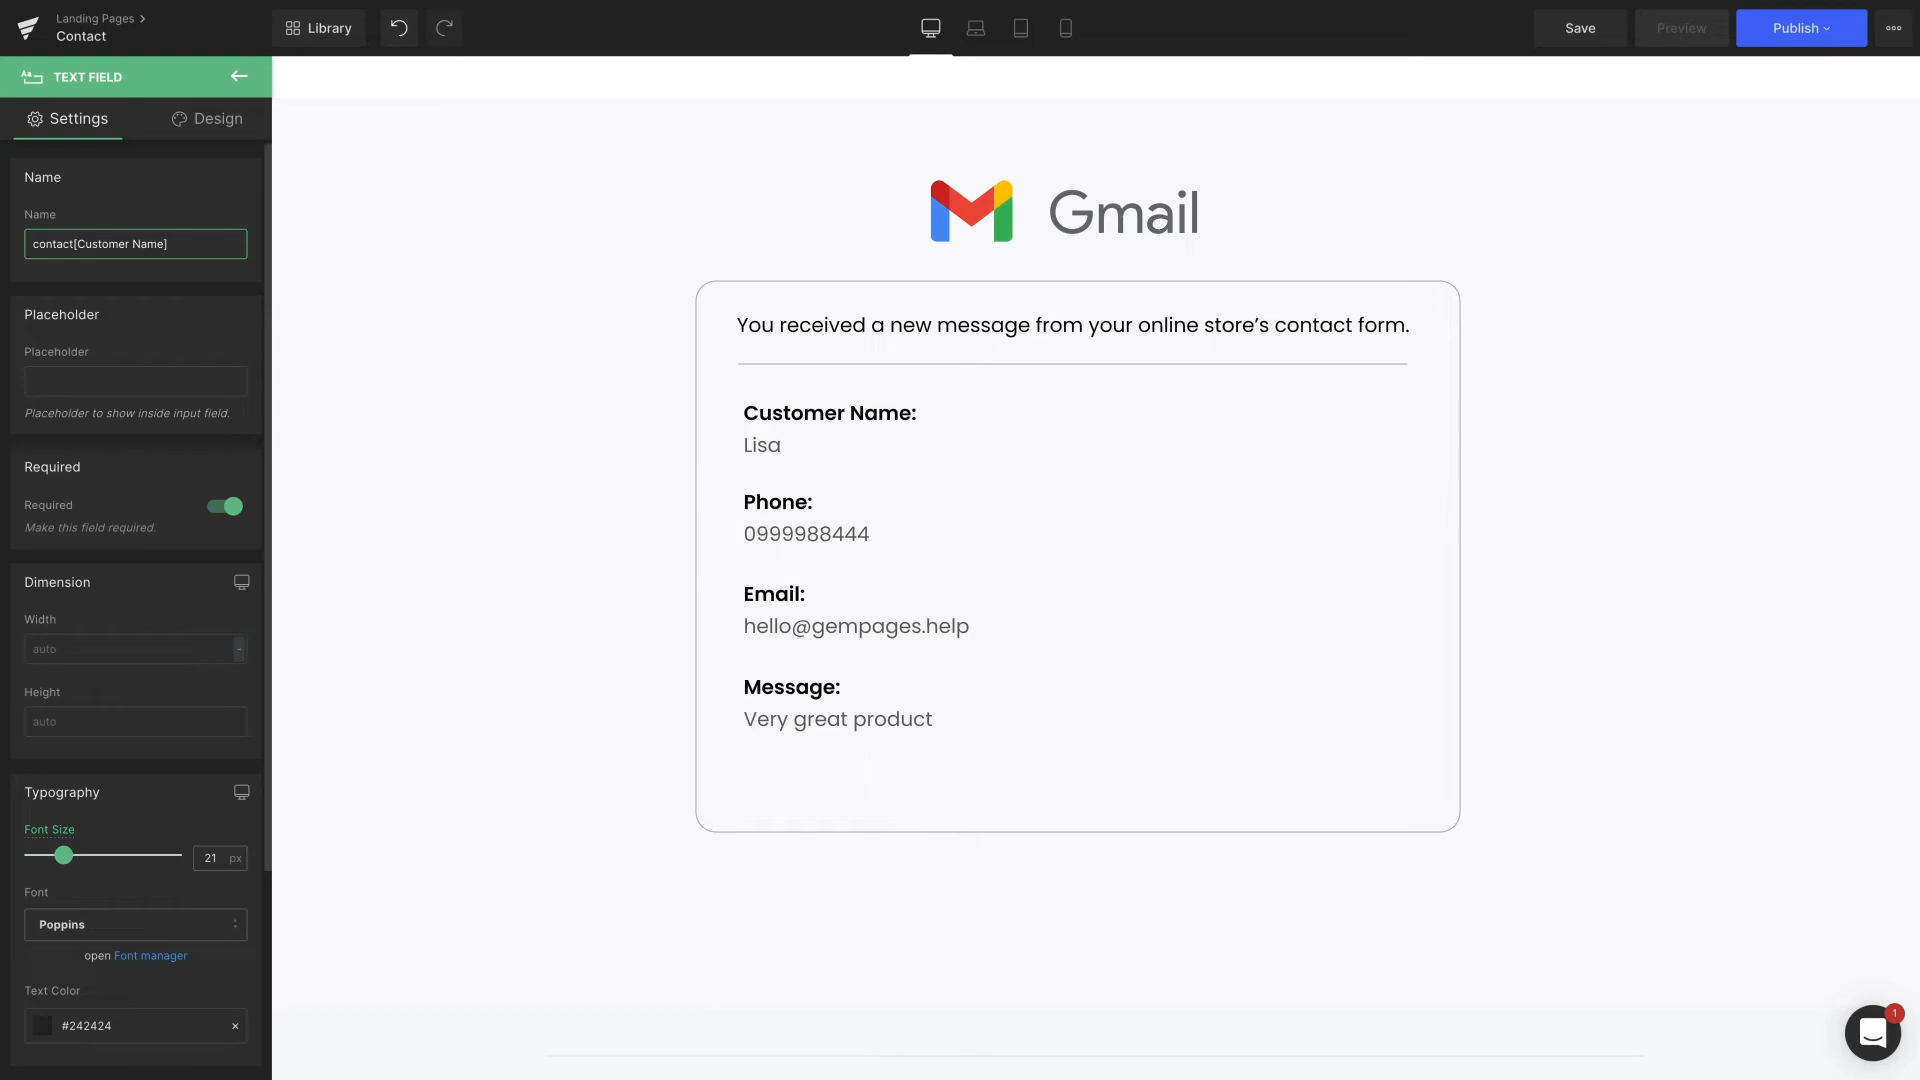 Landing Pages
Contact
Library
Save
Preview
Publish
Aa
TEXT FIELD
Settings
Design
Name
Name
contact[Customer Name]
Placeholder
Placeholder
Placeholder to show inside input field.
Required
Required
Make this field required.
Dimension
Width
auto
-
Height
auto
Typography
Font Size
21 px
Font
Poppins
open Font manager
Text Color
#242424
Gmail
You received a new message from your online store’s contact form.
Customer Name:
Lisa
Phone:
0999988444
Email:
hello@gempages.help
Message:
Very great product
1